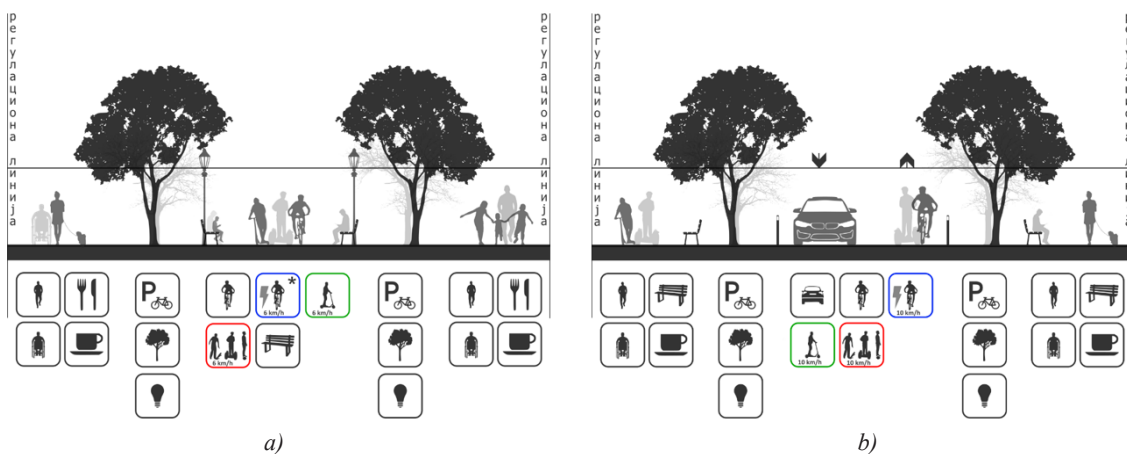 регулациона линија
регулациона линија
регулациона линија
регулациона линија
P
*
6 km/h
6 km/h
P
6 km/h
P
10 km/h
P
10 km/h
10 km/h
a)
b)